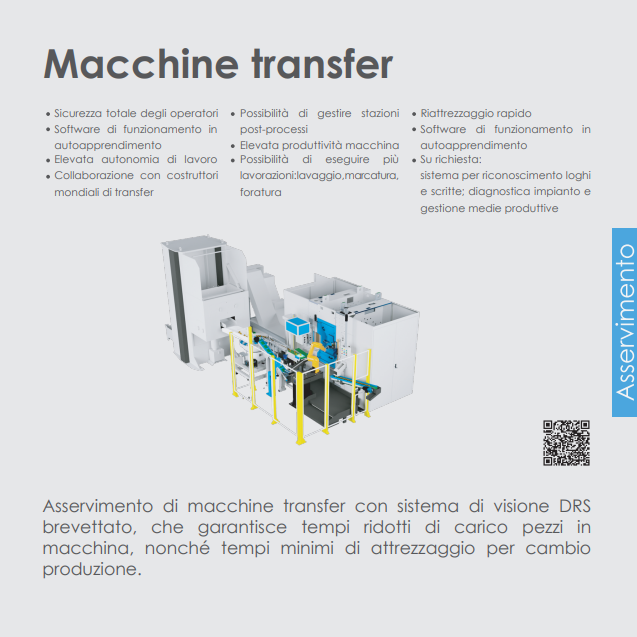 Macchine transfer
• Sicurezza totale degli operatori
• Software di funzionamento in
autoapprendimento
• Elevata autonomia di lavoro
• Collaborazione con costruttori
mondiali di transfer
• Possibilità di gestire stazioni
post-processi
• Elevata produttività macchina
• Possibilità di eseguire più
lavorazioni:lavaggio,marcatura,
foratura
• Riattrezzaggio rapido
• Software di funzionamento in
autoapprendimento
• Su richiesta:
sistema per riconoscimento loghi
e scritte; diagnostica impianto e
gestione medie produttive
Asservimento
Asservimento di macchine transfer con sistema di visione DRS
brevettato, che garantisce tempi ridotti di carico pezzi in
macchina, nonché tempi minimi di attrezzaggio per cambio
produzione.